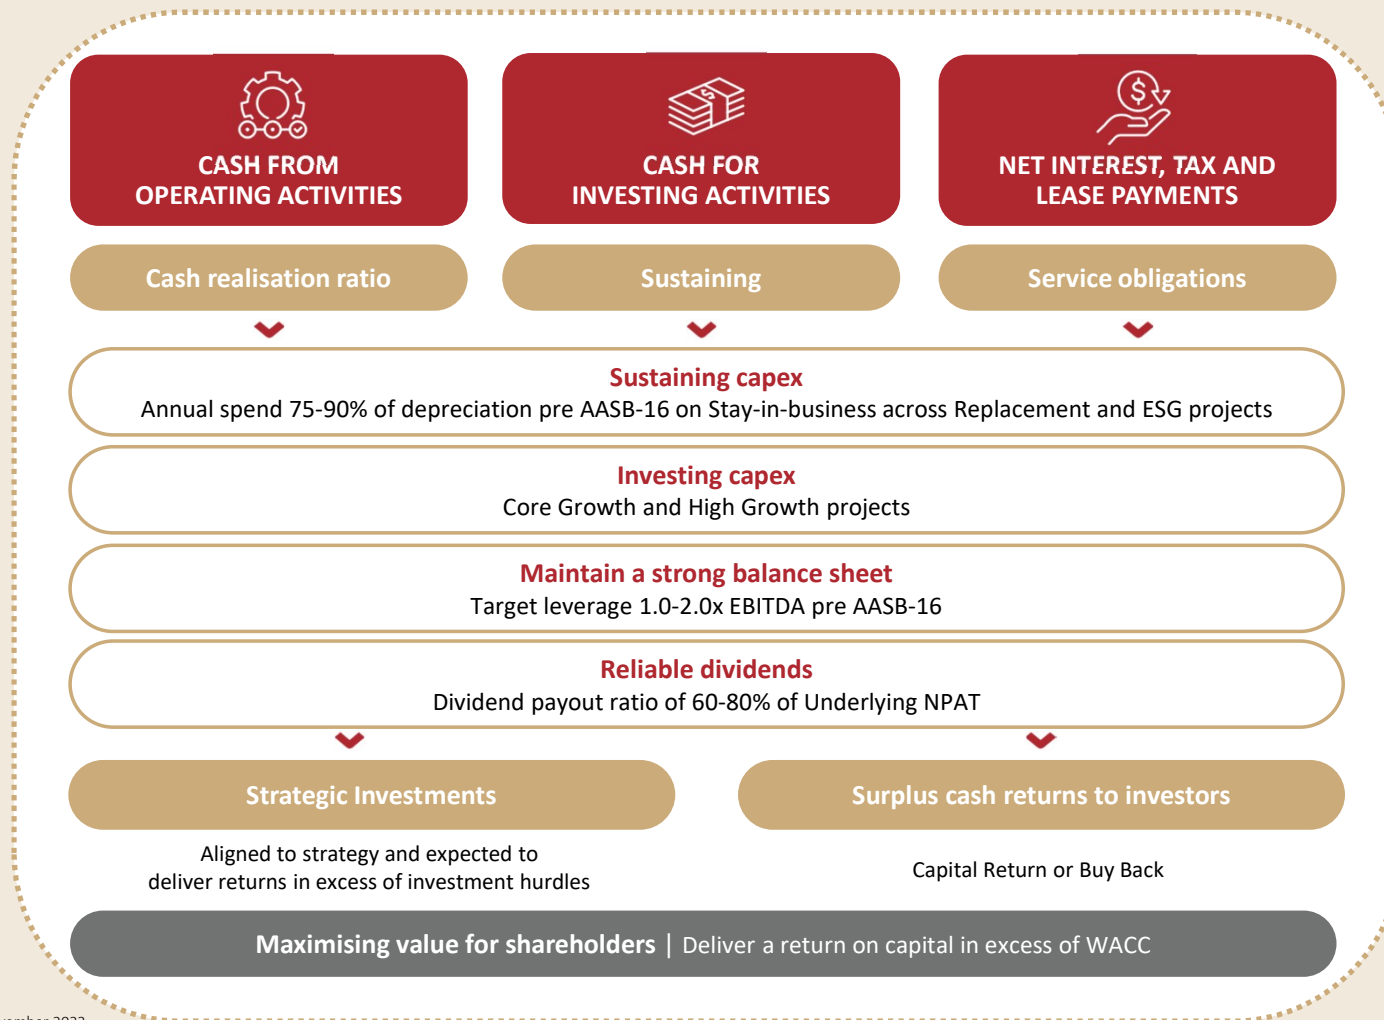 CASH FROM
OPERATING ACTIVITIES
CASH FOR
INVESTING ACTIVITIES
NET INTEREST, TAX AND
LEASE PAYMENTS
Cash realisation ratio
Sustaining
Service obligations
Sustaining capex
Annual spend 75-90% of depreciation pre AASB-16 on Stay-in-business across Replacement and ESG projects
Investing capex
Core Growth and High Growth projects
Maintain a strong balance sheet
Target leverage 1.0-2.0x EBITDA pre AASB-16
Reliable dividends
Dividend payout ratio of 60-80% of Underlying NPAT
Strategic Investments
Surplus cash returns to investors
Aligned to strategy and expected to
deliver returns in excess of investment hurdles
Capital Return or Buy Back
Maximising value for shareholders | Deliver a return on capital in excess of WACC